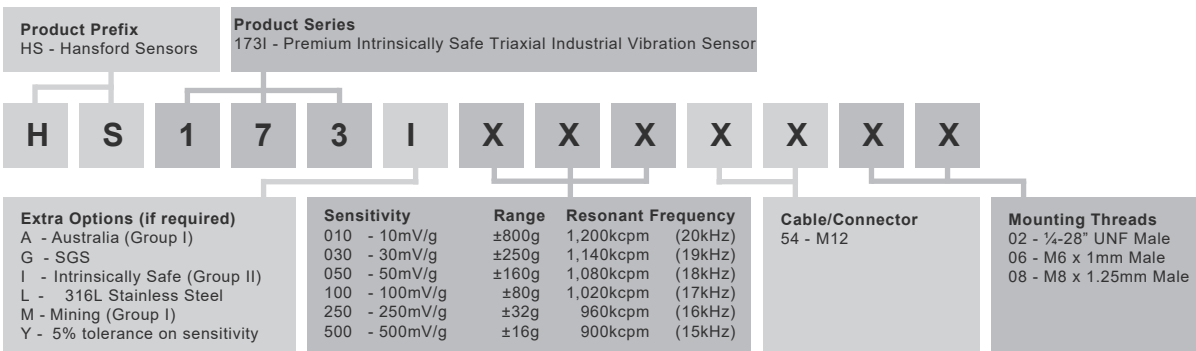 Product Prefix
HS - Hansford Sensors
Product Series
173I - Premium Intrinsically Safe Triaxial Industrial Vibration Sensor
H S 1 7 3 I X X X X X X X
Extra Options (if required)
A - Australia (Group I)
G - SGS
I - Intrinsically Safe (Group II)
L - 316L Stainless Steel
M - Mining (Group I)
Y - 5% tolerance on sensitivity
Sensitivity Range Resonant Frequency
010 - 10mV/g ±800g 1,200kcpm (20kHz)
030 - 30mV/g ±250g 1,140kcpm (19kHz)
050 - 50mV/g ±160g 1,080kcpm (18kHz)
100 - 100mV/g ±80g 1,020kcpm (17kHz)
250 - 250mV/g ±32g 960kcpm (16kHz)
500 - 500mV/g ±16g 900kcpm (15kHz)
Cable/Connector
54 - M12
Mounting Threads
02 - ¼-28” UNF Male
06 - M6 x 1mm Male
08 - M8 x 1.25mm Male